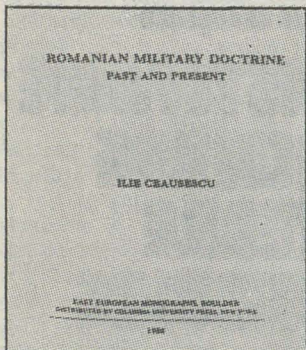 ROMANIAN MILITARY DOCTRINE
PAST AND PRESENT
ILIE CEAUSESCU
EAST EUROPEAN MONOGRAPHS, BOULDER
DISTRIBUTED BY COLUMBIA UNIVERSITY PRESS, NEW YORK
1988